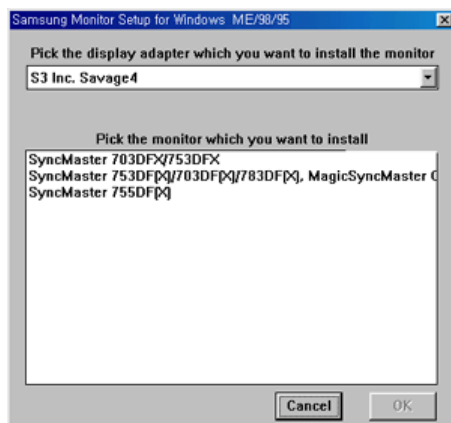 Samsung Monitor Setup for Windows ME/98/95
Pick the display adapter which you want to install the monitor
S3 Inc. Savage4
Pick the monitor which you want to install
SyncMaster 703DFX/753DFX
SyncMaster 753DF[X]/703DF[X]/783DF[X], MagicSyncMaster
SyncMaster 755DF[X]
Cancel
OK